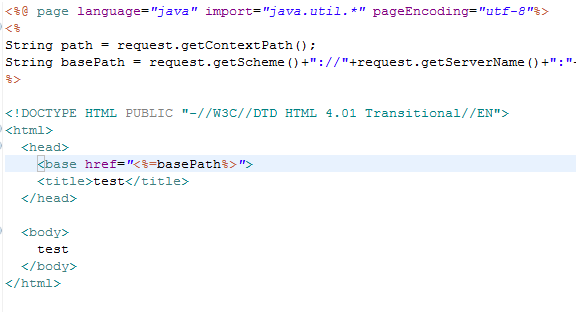 <%@ page language="java" import="java.util.*" pageEncoding="utf-8"%>
<%
String path = request.getContextPath();
String basePath = request.getScheme()+"://"+request.getServerName()+":"+
%>
<!DOCTYPE HTML PUBLIC "-//W3C//DTD HTML 4.01 Transitional//EN">
<html>
<head>
<base href="<%=basePath%>">
<title>test</title>
</head>
<body>
test
</body>
</html>